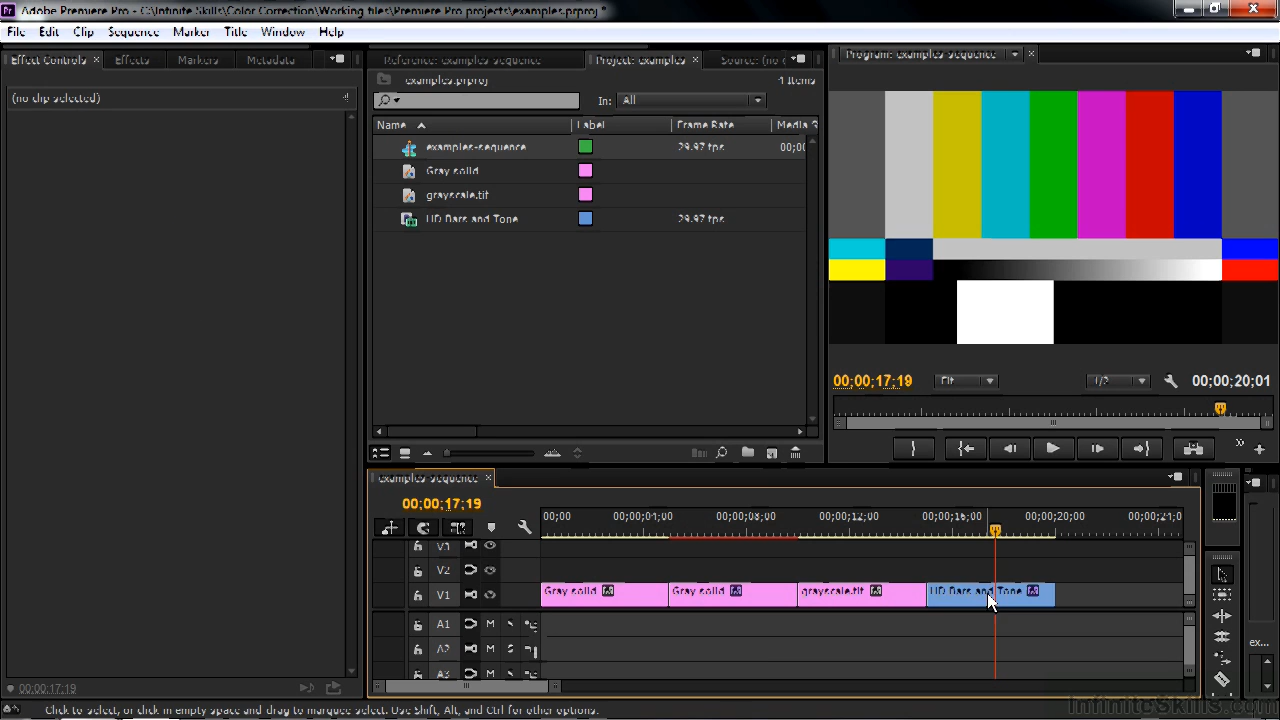 Adobe Premiere Pro - C:\Infinite Skills\Color Correction\Working files\Premiere Pro projects\examples.prproj *
File Edit Clip Sequence Marker Title Window Help
Effect Controls × Effects Markers Metadata
(no clip selected)
00:00:17:19
Reference: examples sequence Project: examples × Source: (no c
examples.prproj 4 Items
In: All
Name Label Frame Rate Media
examples-sequence 29.97 fps 00;00
Gray solid
grayscale.tif
HD Bars and Tone 29.97 fps
Program: examples-sequence ×
00;00;17;19 Fit 1/2 00;00;20;01
examples-sequence ×
00;00;17;19
00;00 00;00;04;00 00;00;08;00 00;00;12;00 00;00;16;00 00;00;20;00 00;00;24;0
V3
V2
V1 Gray solid Gray solid grayscale.tif HD Bars and Tone
A1 M S
A2 M S
A3 M S
ex...
Click to select, or click in empty space and drag to marquee select. Use Shift, Alt, and Ctrl for other options.
InfiniteSkills.com